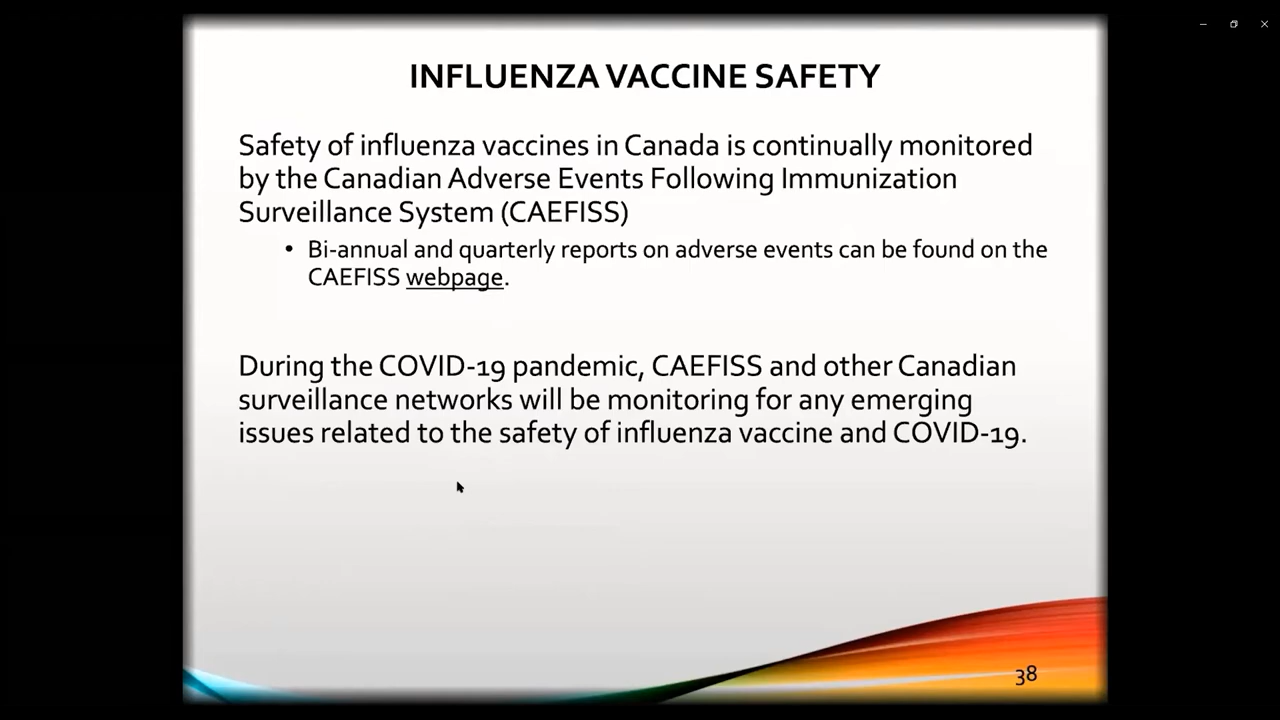 INFLUENZA VACCINE SAFETY
Safety of influenza vaccines in Canada is continually monitored
by the Canadian Adverse Events Following Immunization
Surveillance System (CAEFISS)
• Bi-annual and quarterly reports on adverse events can be found on the
CAEFISS webpage.
During the COVID-19 pandemic, CAEFISS and other Canadian
surveillance networks will be monitoring for any emerging
issues related to the safety of influenza vaccine and COVID-19.
38